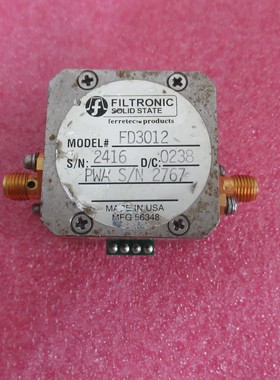 FILTRONIC
SOLID STATE
ferretec products
MODEL# FD3012
S/N: 2416 D/C: 0238
PWA S/N 2767
MADE IN USA
MFG 56348